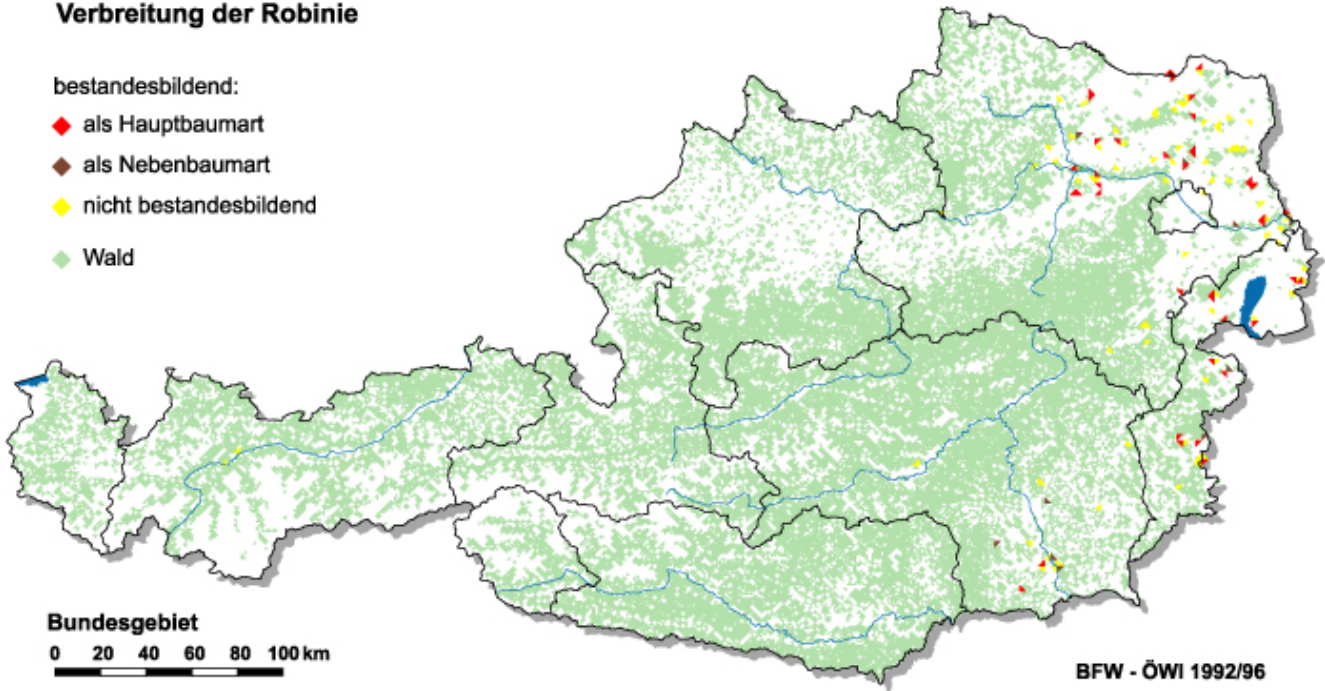 Verbreitung der Robinie
bestandesbildend:
als Hauptbaumart
als Nebenbaumart
nicht bestandesbildend
Wald
Bundesgebiet
0 20 40 60 80 100 km
BFW - ÖWI 1992/96